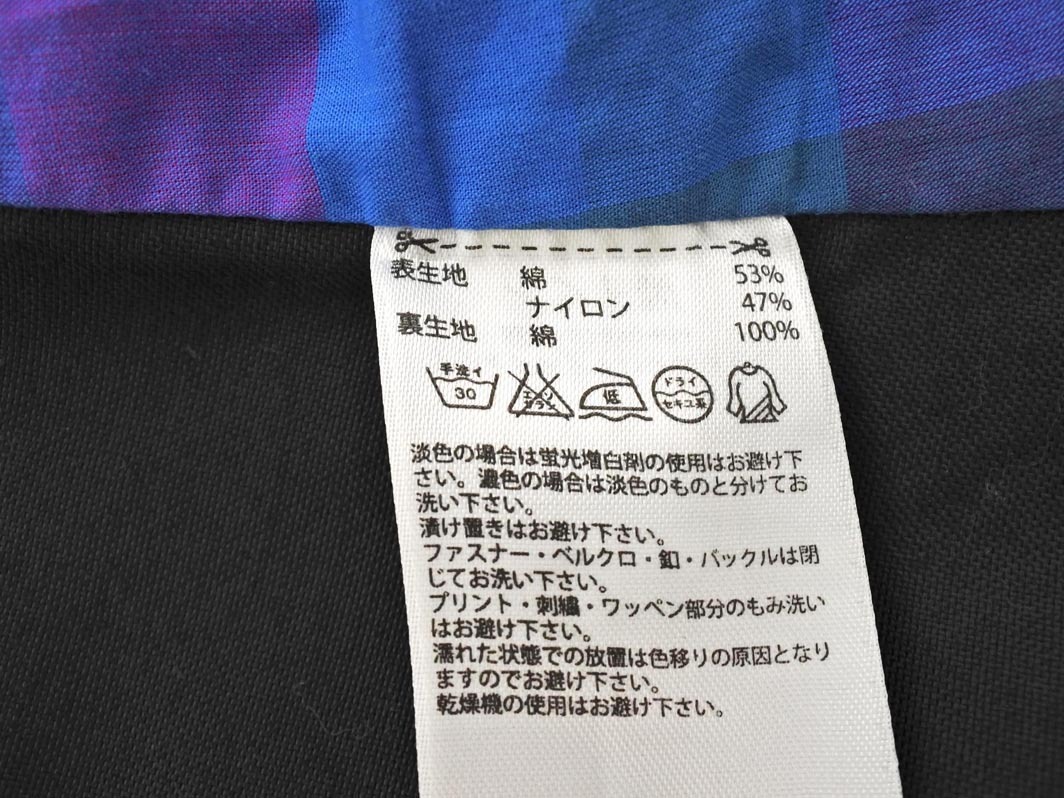 表生地 綿 53%
ナイロン 47%
裏生地 綿 100%
手洗イ
30
エンソ
サラシ
低
ドライ
セキユ系
淡色の場合は蛍光増白剤の使用はお避け下
さい。濃色の場合は淡色のものと分けてお
洗い下さい。
漬け置きはお避け下さい。
ファスナー・ベルクロ・釦・バックルは閉
じてお洗い下さい。
プリント・刺繍・ワッペン部分のもみ洗い
はお避け下さい。
濡れた状態での放置は色移りの原因となり
ますのでお避け下さい。
乾燥機の使用はお避け下さい。